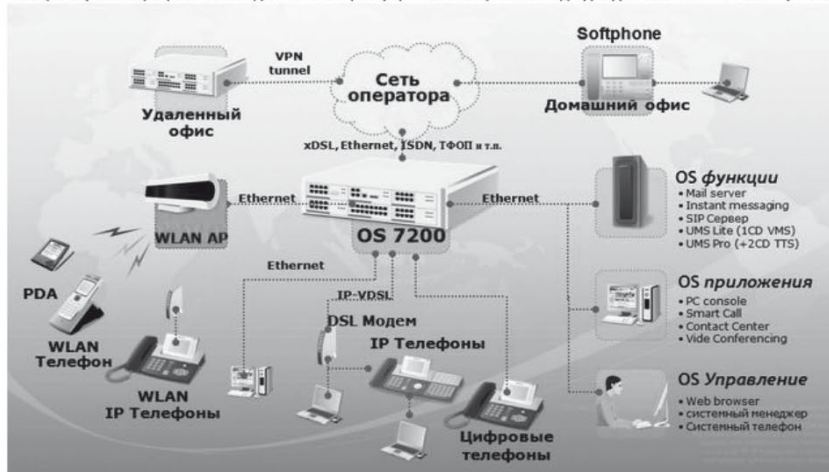 Softphone
VPN
tunnel
Сеть
оператора
Удаленный
офис
Домашний офис
xDSL, Ethernet, ISDN, ТФОП и т.п.
Ethernet
Ethernet
WLAN AP
OS 7200
OS функции
• Mail server
• Instant messaging
• SIP Сервер
• UMS Lite (1CD VMS)
• UMS Pro (+2CD TTS)
Ethernet
PDA
IP-VDSL
OS приложения
• PC console
• Smart Call
• Contact Center
• Vide Conferencing
DSL Модем
IP Телефоны
WLAN
Телефон
WLAN
IP Телефоны
Цифровые
телефоны
OS Управление
• Web browser
• системный менеджер
• Системный телефон